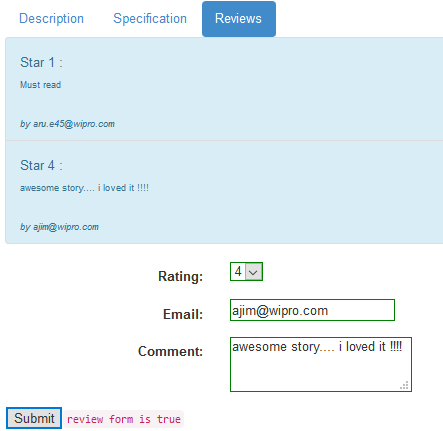 Description Specification Reviews
Star 1 :
Must read
by aru.e45@wipro.com
Star 4 :
awesome story.... i loved it !!!!
by ajim@wipro.com
Rating: 4
Email: ajim@wipro.com
Comment: awesome story.... i loved it !!!!
Submit review form is true